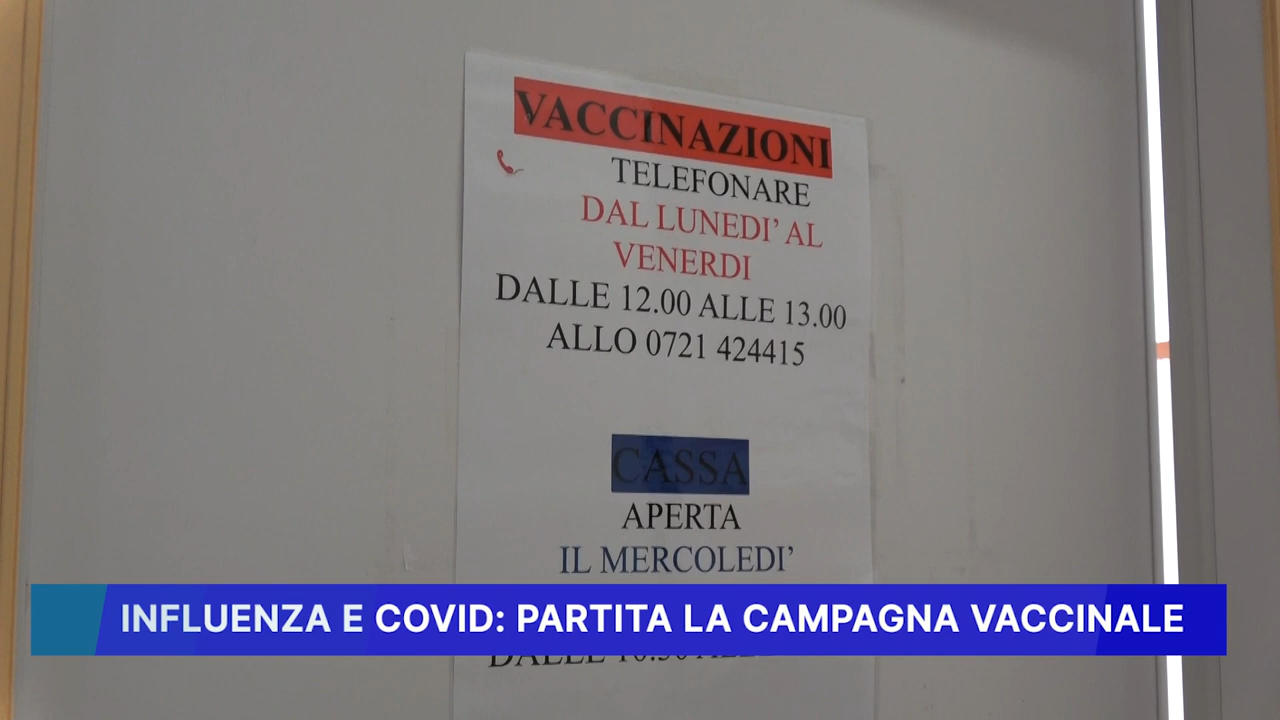 VACCINAZIONI
TELEFONARE
DAL LUNEDI' AL
VENERDI
DALLE 12.00 ALLE 13.00
ALLO 0721 424415
CASSA
APERTA
IL MERCOLEDI'
INFLUENZA E COVID: PARTITA LA CAMPAGNA VACCINALE
DALLE